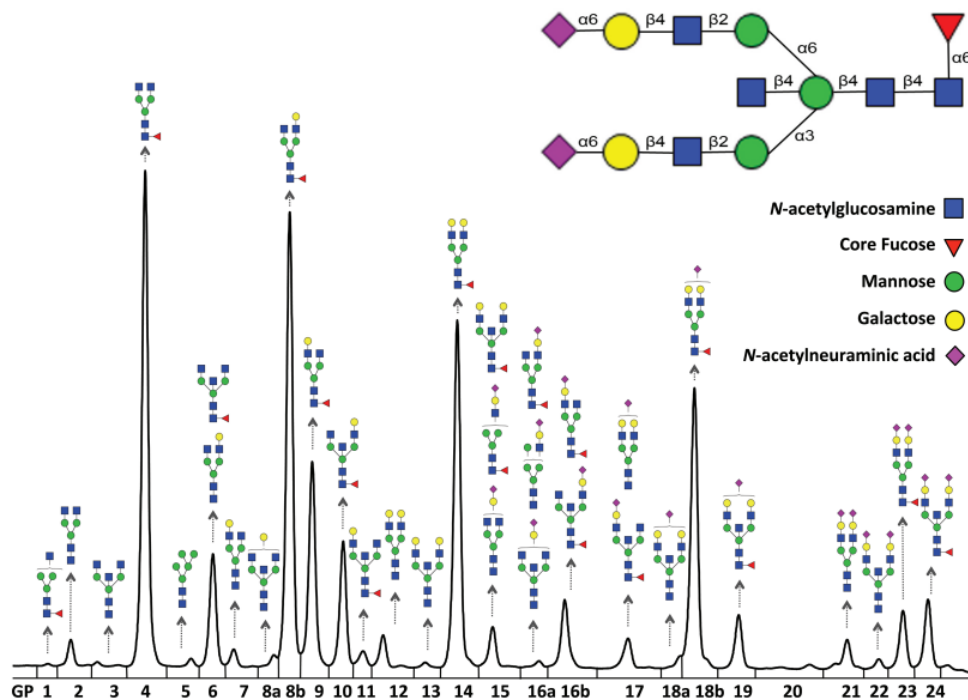 α6 β4 β2
α6
α6
β4 β4 β4
α3
α6 β4 β2
N-acetylglucosamine
Core Fucose
Mannose
Galactose
N-acetylneuraminic acid
GP 1 2 3 4 5 6 7 8a 8b 9 10 11 12 13 14 15 16a 16b 17 18a 18b 19 20 21 22 23 24